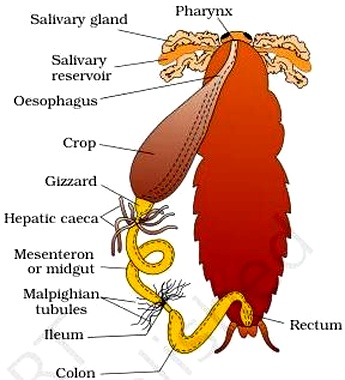 Pharynx
Salivary gland
Salivary
reservoir
Oesophagus
Crop
Gizzard
Hepatic caeca
Mesenteron
or midgut
Malpighian
tubules
Ileum
Rectum
Colon